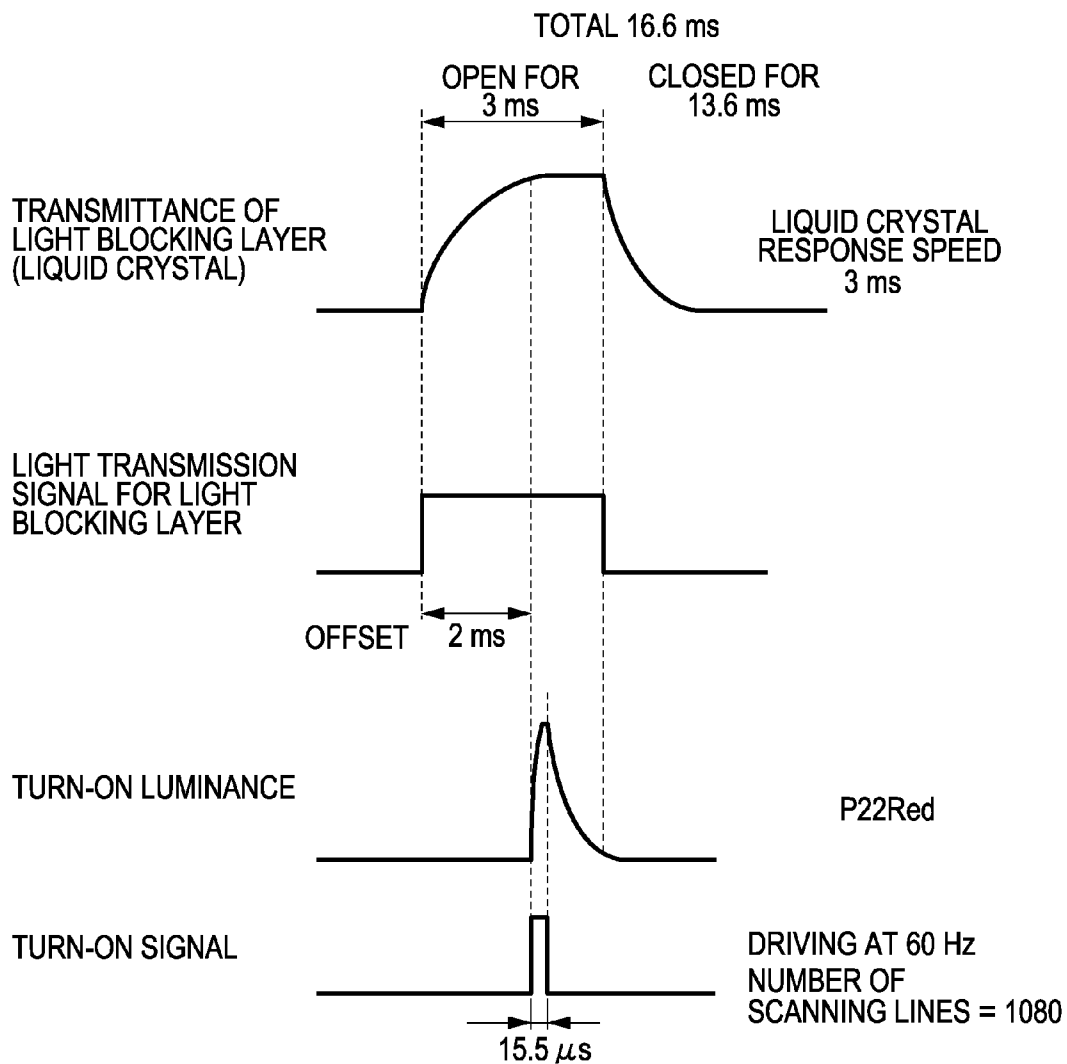 TOTAL 16.6 ms
OPEN FOR
3 ms
CLOSED FOR
13.6 ms
TRANSMITTANCE OF
LIGHT BLOCKING LAYER
(LIQUID CRYSTAL)
LIQUID CRYSTAL
RESPONSE SPEED
3 ms
LIGHT TRANSMISSION
SIGNAL FOR LIGHT
BLOCKING LAYER
OFFSET
2 ms
TURN-ON LUMINANCE
P22Red
TURN-ON SIGNAL
DRIVING AT 60 Hz
NUMBER OF
SCANNING LINES = 1080
15.5 μs